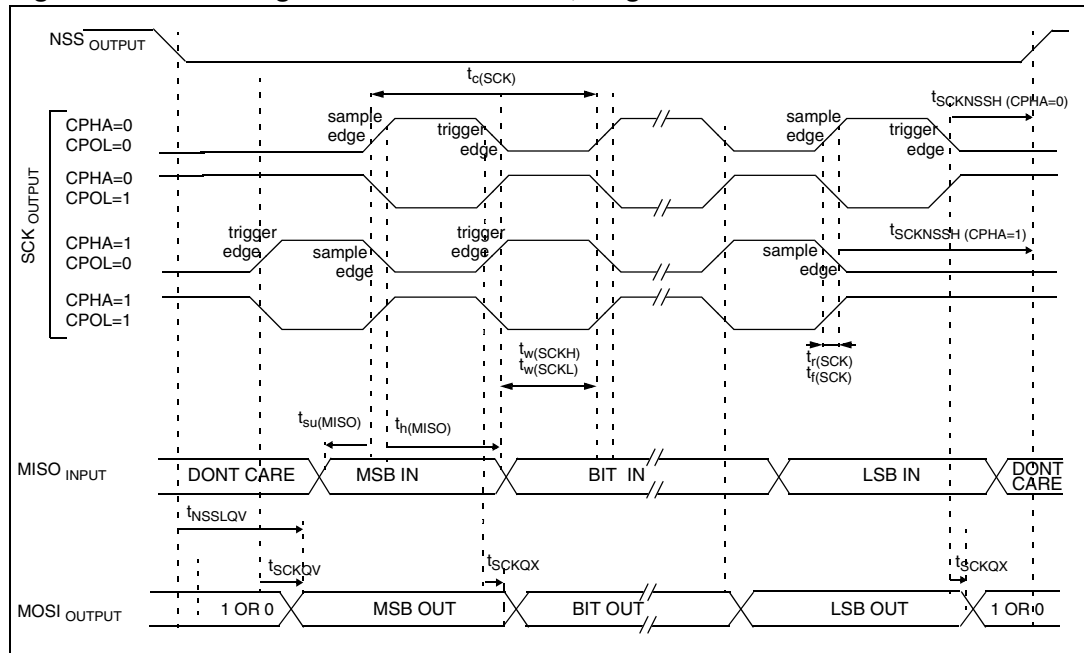 NSS OUTPUT
tc(SCK)
tSCKNSSH (CPHA=0)
CPHA=0
CPOL=0
sample
edge
trigger
edge
sample
edge
trigger
edge
CPHA=0
CPOL=1
SCK OUTPUT
tSCKNSSH (CPHA=1)
CPHA=1
CPOL=0
trigger
edge
sample
edge
trigger
edge
sample
edge
CPHA=1
CPOL=1
tw(SCKH)
tw(SCKL)
tr(SCK)
tf(SCK)
tsu(MISO)
th(MISO)
MISO INPUT
DONT CARE
MSB IN
BIT IN
LSB IN
DONT
CARE
tNSSLQV
tSCKQV
tSCKQX
tSCKQX
MOSI OUTPUT
1 OR 0
MSB OUT
BIT OUT
LSB OUT
1 OR 0